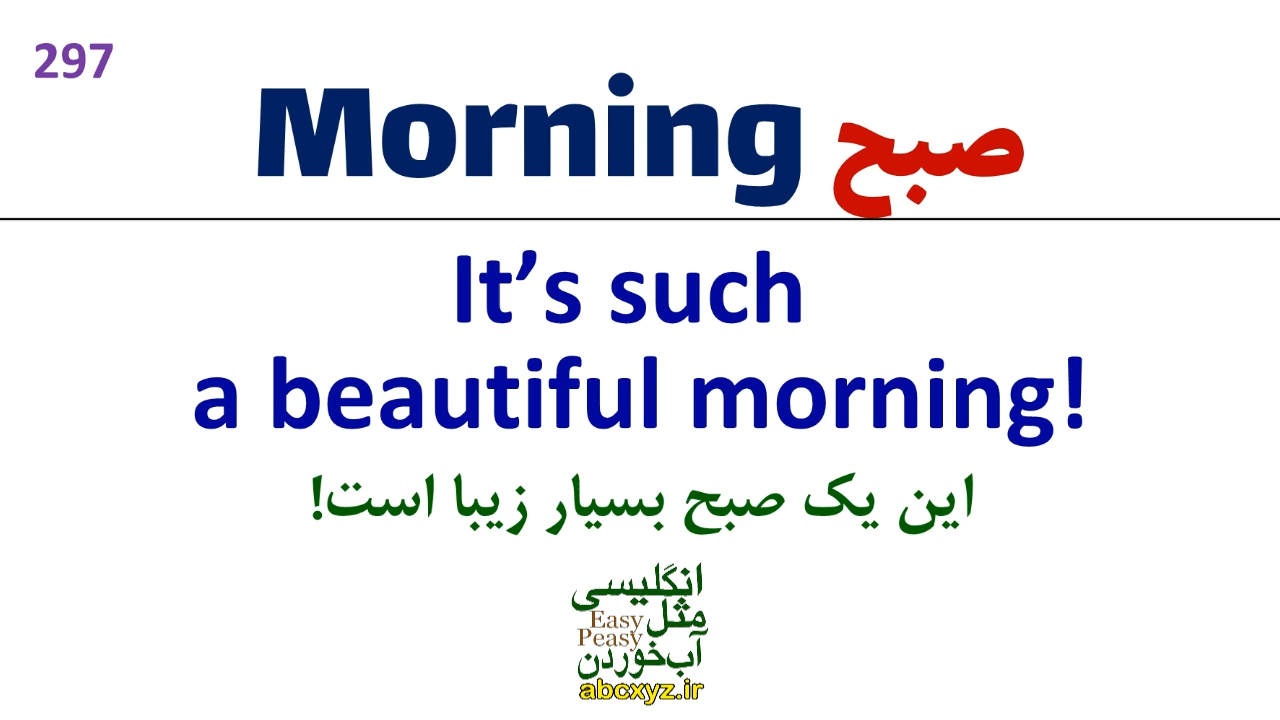 297
Morning صبح
It’s such
a beautiful morning!
این یک صبح بسیار زیبا است!
انگلیسی
مثل
Easy
Peasy
آب‌خوردن
abcxyz.ir